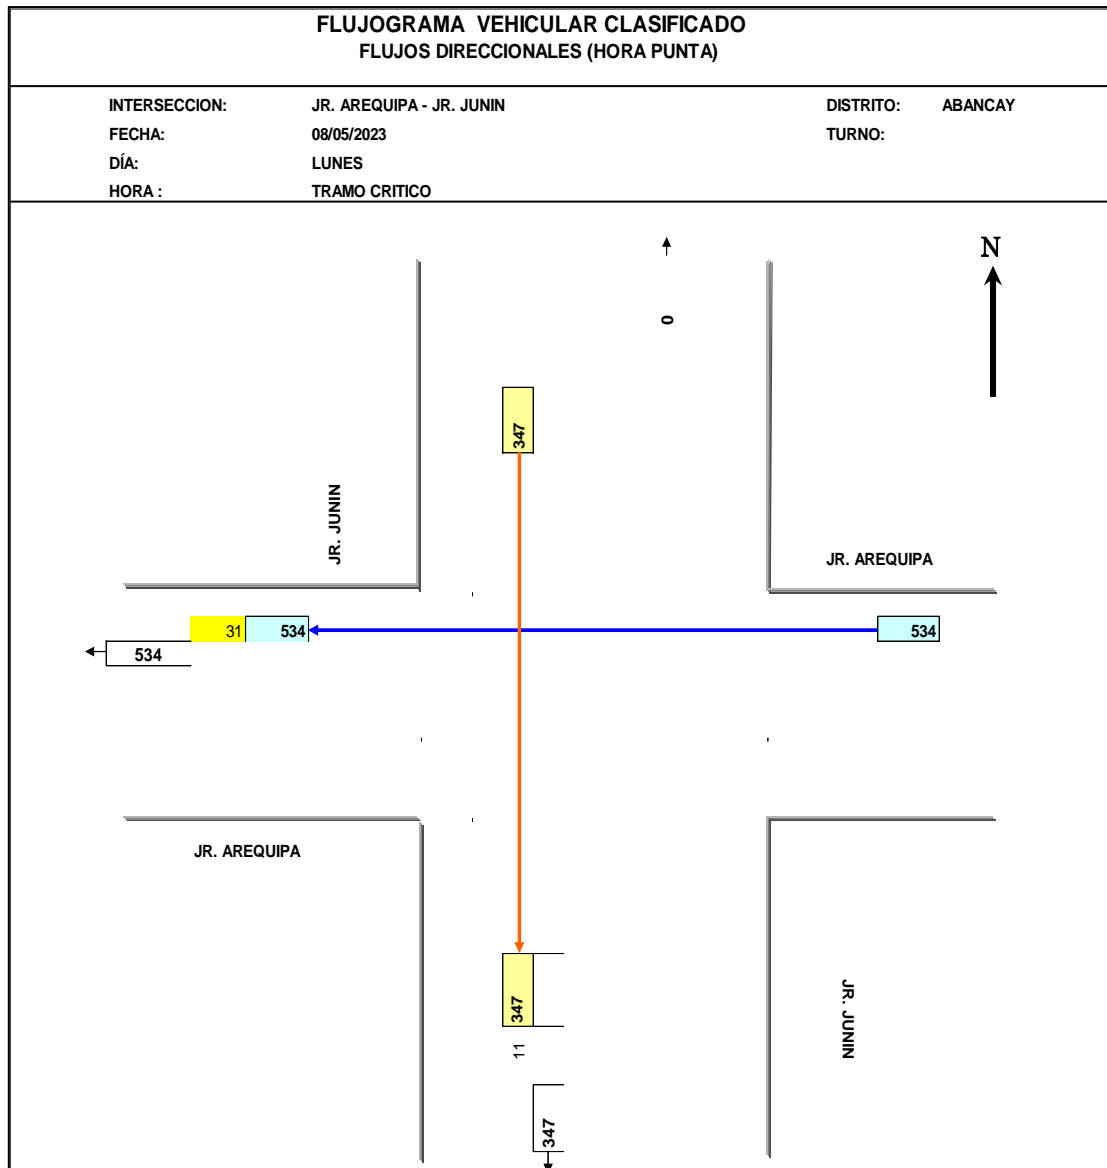 FLUJOGRAMA VEHICULAR CLASIFICADO
FLUJOS DIRECCIONALES (HORA PUNTA)
INTERSECCION: JR. AREQUIPA - JR. JUNIN DISTRITO: ABANCAY
FECHA: 08/05/2023 TURNO:
DÍA: LUNES
HORA : TRAMO CRITICO
N
0
347
JR. JUNIN
JR. AREQUIPA
31 534 534
534
JR. AREQUIPA
347
JR. JUNIN
11
347